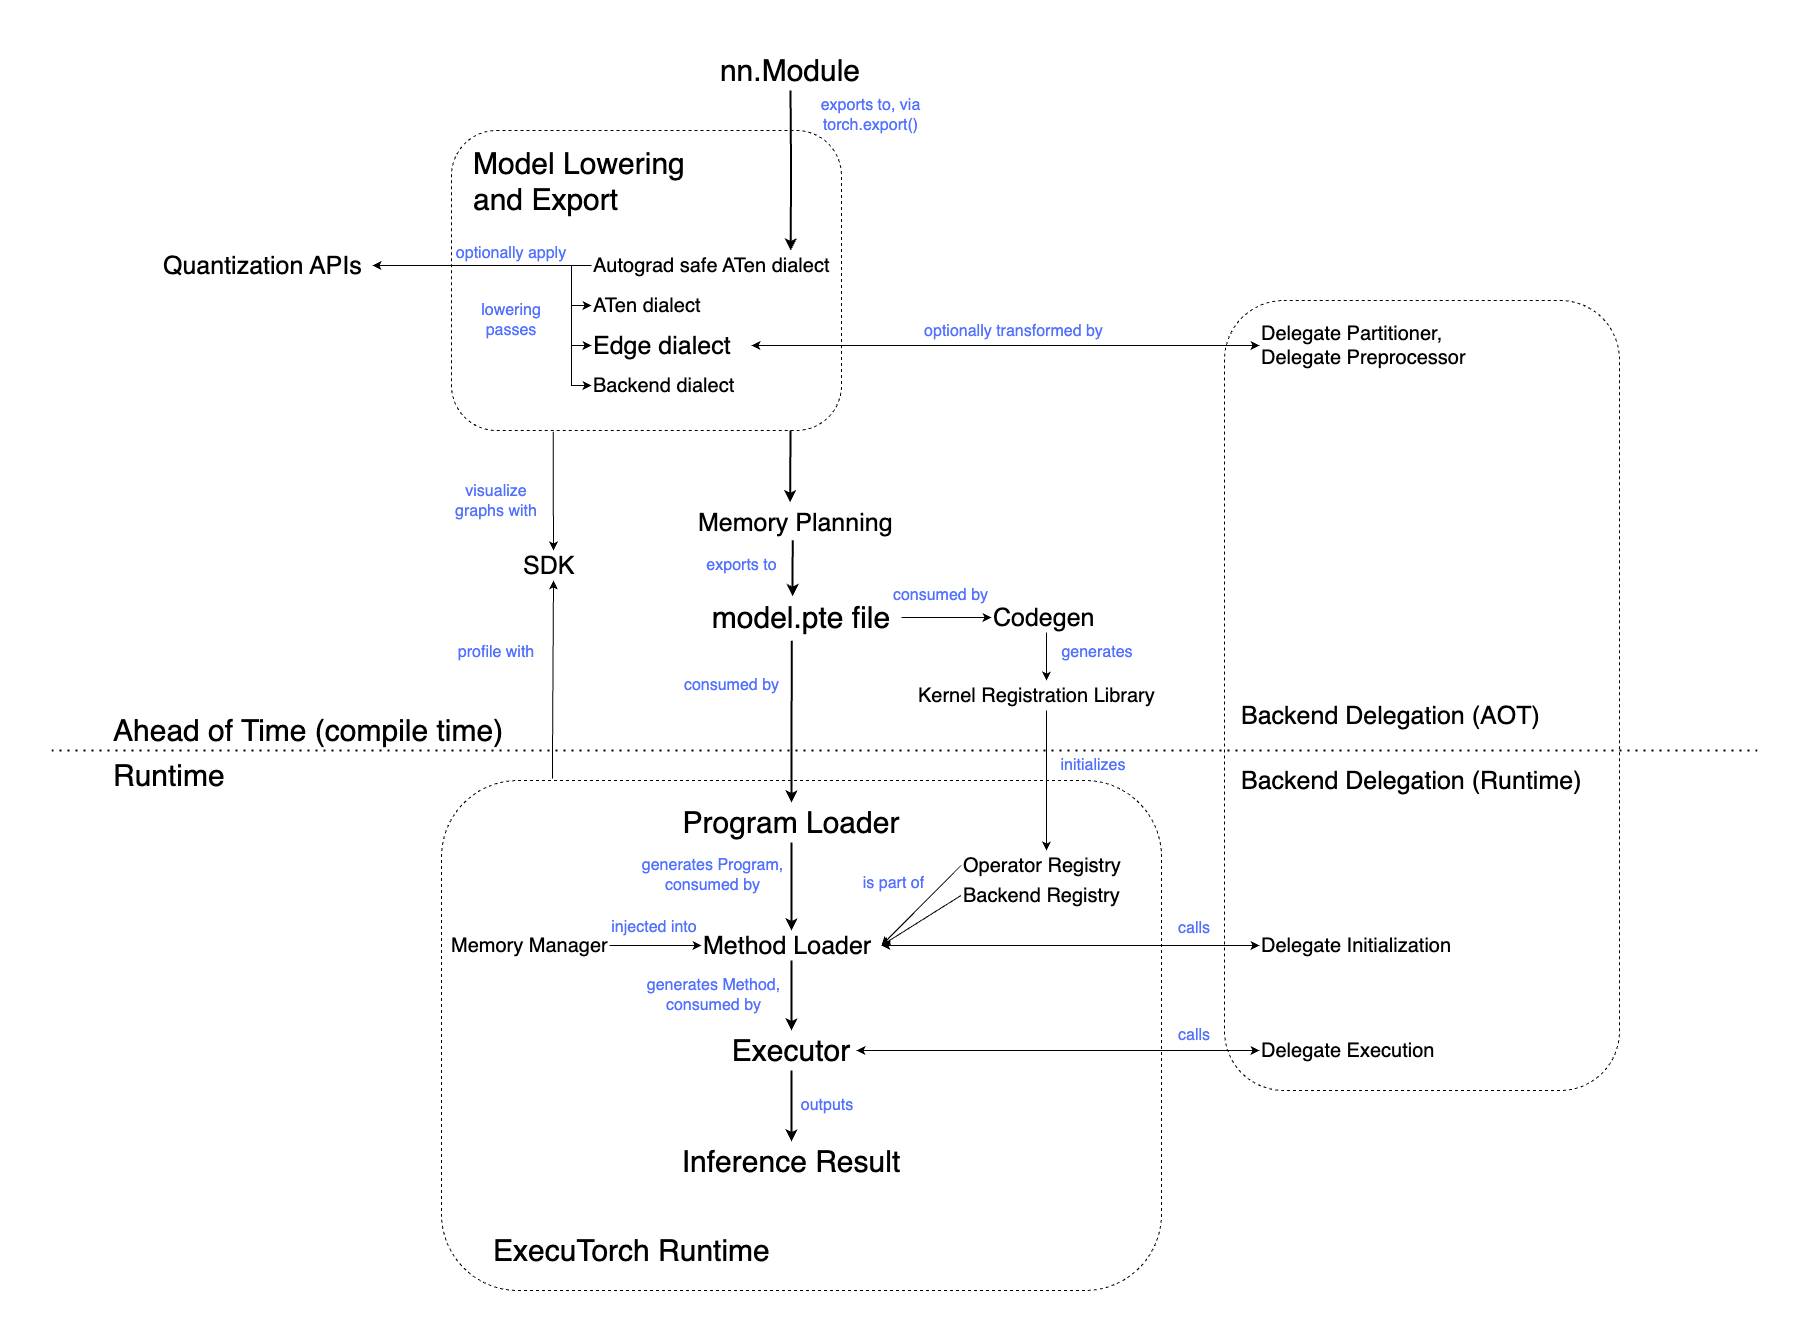 nn.Module
exports to, via
torch.export()
Model Lowering
and Export
optionally apply
Quantization APIs
Autograd safe ATen dialect
lowering
passes
ATen dialect
Edge dialect
Backend dialect
optionally transformed by
Delegate Partitioner,
Delegate Preprocessor
visualize
graphs with
SDK
profile with
Memory Planning
exports to
model.pte file
consumed by
Codegen
generates
Kernel Registration Library
consumed by
Ahead of Time (compile time)
Backend Delegation (AOT)
Runtime
initializes
Backend Delegation (Runtime)
Program Loader
generates Program,
consumed by
Operator Registry
is part of
Backend Registry
Memory Manager
injected into
Method Loader
calls
Delegate Initialization
generates Method,
consumed by
Executor
calls
Delegate Execution
outputs
Inference Result
ExecuTorch Runtime